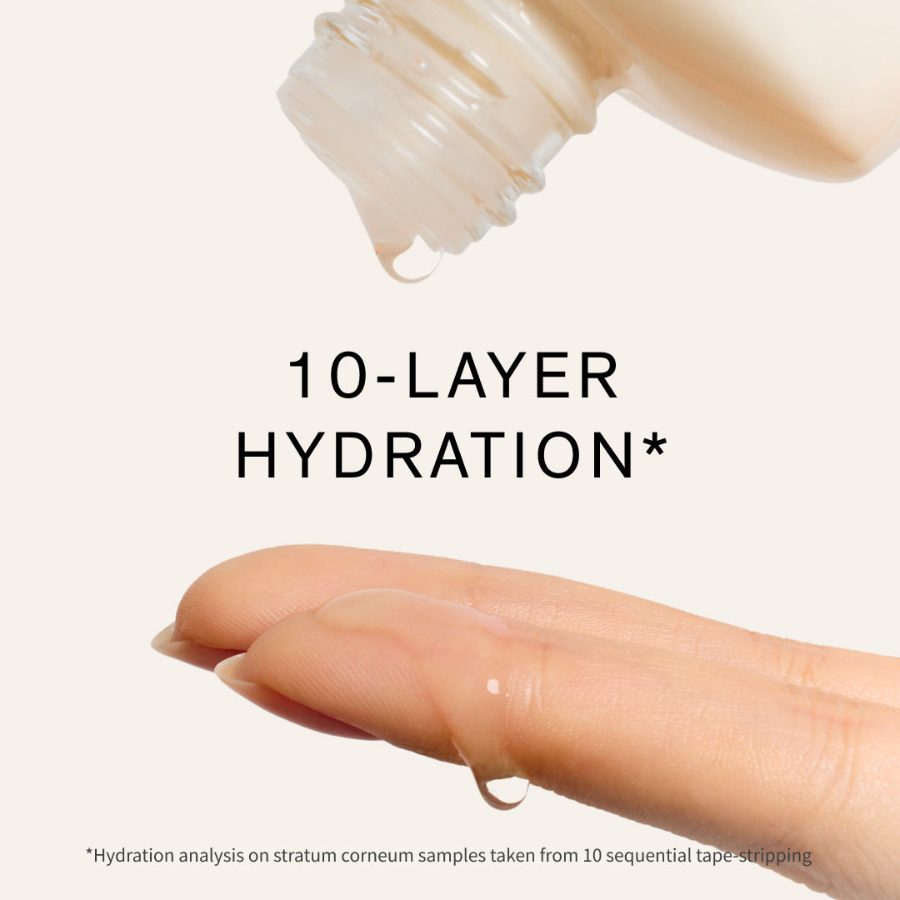 10-LAYER
HYDRATION*
*Hydration analysis on stratum corneum samples taken from 10 sequential tape-stripping